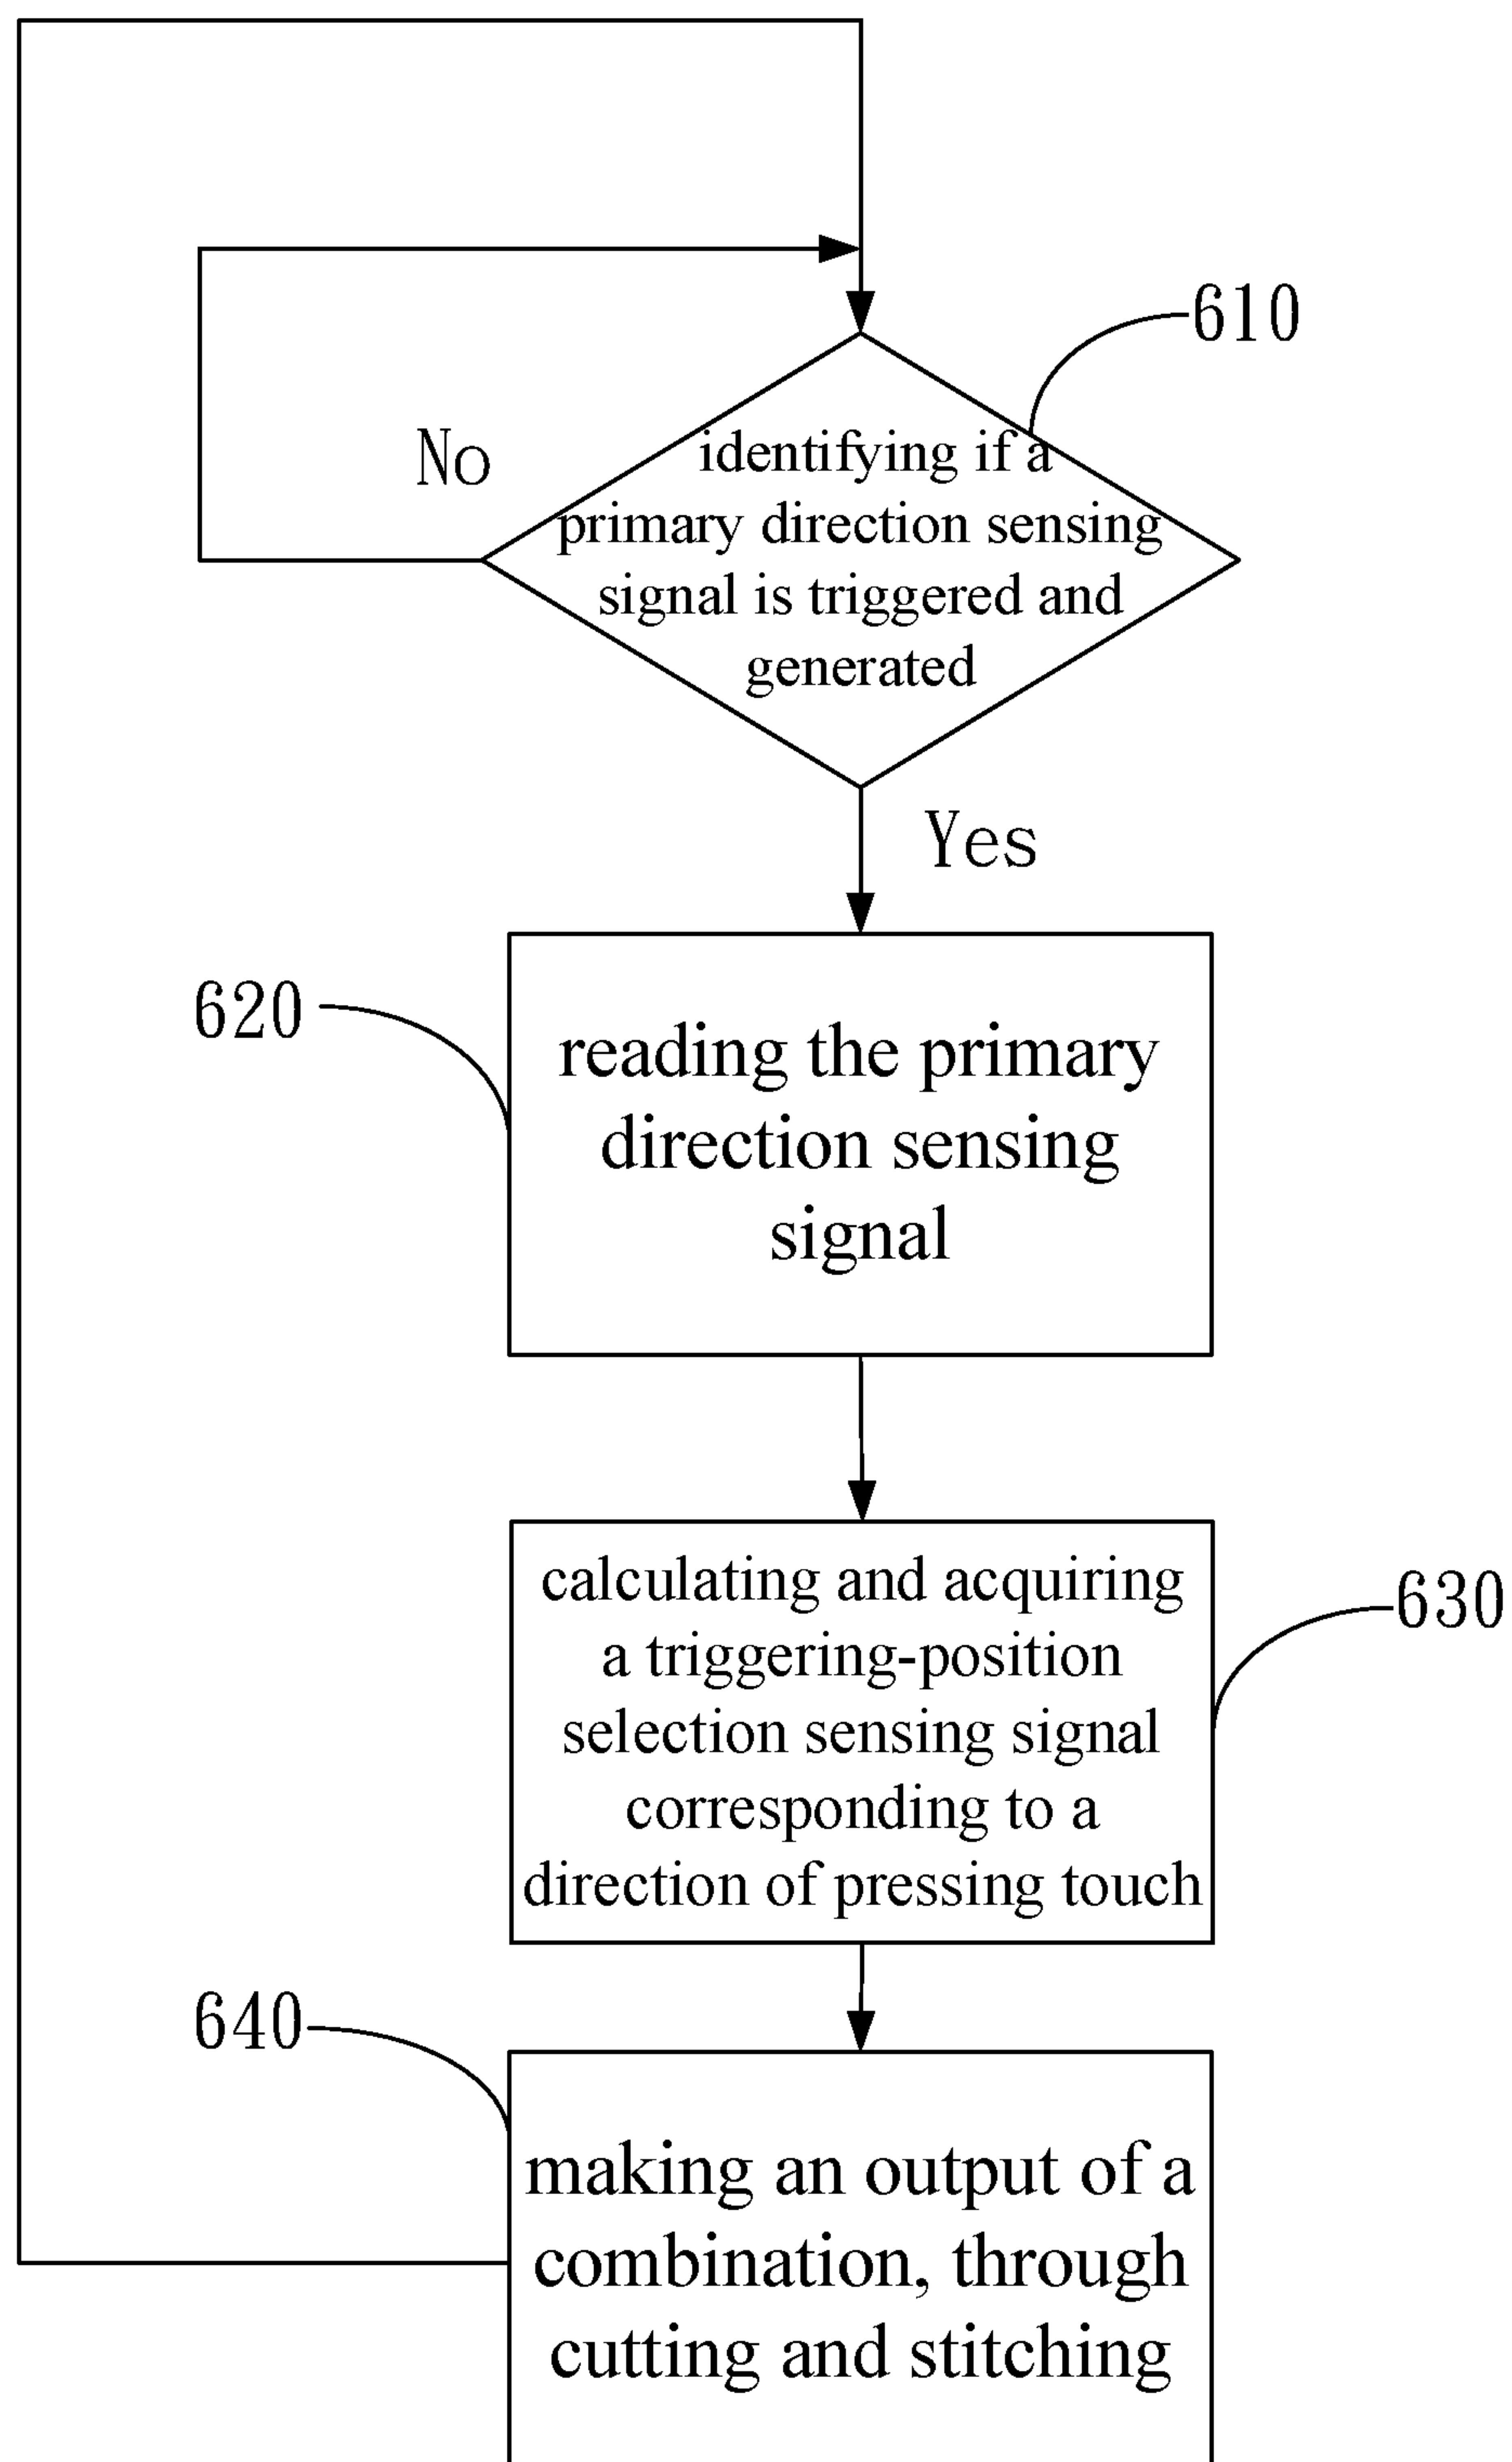 610
No
identifying if a
primary direction sensing
signal is triggered and
generated
Yes
620
reading the primary
direction sensing
signal
calculating and acquiring
a triggering-position
selection sensing signal
corresponding to a
direction of pressing touch
630
640
making an output of a
combination, through
cutting and stitching